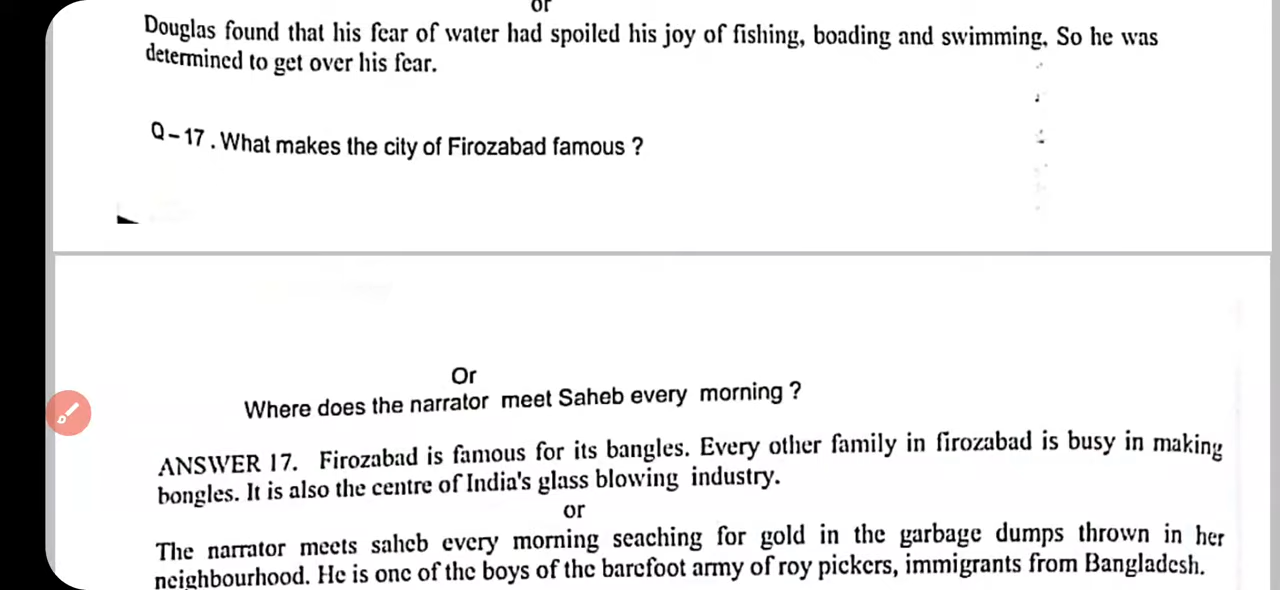 or
Douglas found that his fear of water had spoiled his joy of fishing, boading and swimming. So he was
determined to get over his fear.
Q-17. What makes the city of Firozabad famous ?
Or
Where does the narrator meet Saheb every morning ?
ANSWER 17. Firozabad is famous for its bangles. Every other family in firozabad is busy in making
bongles. It is also the centre of India's glass blowing industry.
or
The narrator meets saheb every morning seaching for gold in the garbage dumps thrown in her
neighbourhood. He is one of the boys of the barefoot army of roy pickers, immigrants from Bangladesh.